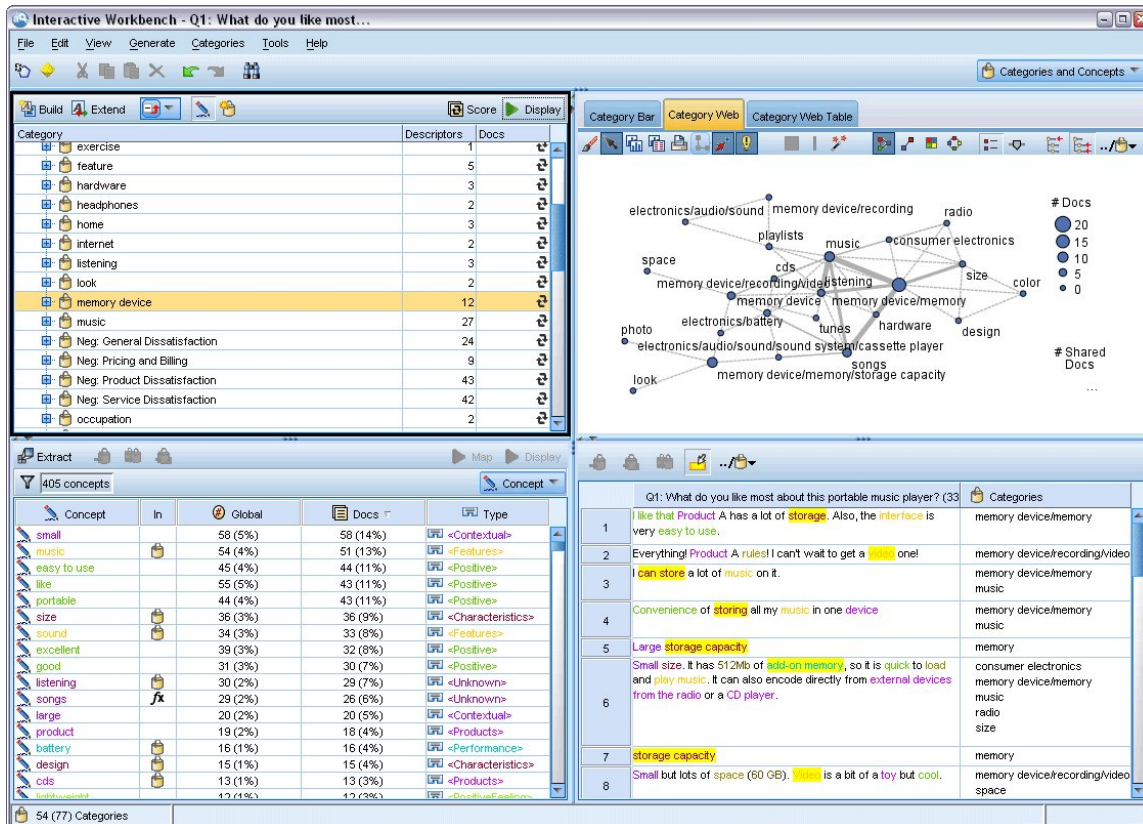 Interactive Workbench - Q1: What do you like most...
File Edit View Generate Categories Tools Help
Categories and Concepts
Build Extend Score Display
Category Descriptors Docs
exercise 1
feature 5
hardware 3
headphones 2
home 3
internet 2
listening 3
look 2
memory device 12
music 27
Neg: General Dissatisfaction 24
Neg: Pricing and Billing 9
Neg: Product Dissatisfaction 43
Neg: Service Dissatisfaction 42
occupation 2
Category Bar Category Web Category Web Table
../
electronics/audio/sound memory device/recording radio
playlists music consumer electronics
space cds size
memory device/recording/video listening color
memory device memory device/memory
electronics/battery tunes hardware design
photo
electronics/audio/sound/sound system/cassette player
songs
look memory device/memory/storage capacity
# Docs
20
15
10
5
0
# Shared
Docs
...
Extract Map Display
405 concepts Concept
Concept In Global Docs Type
small 58 (5%) 58 (14%) <Contextual>
music 54 (4%) 51 (13%) <Features>
easy to use 45 (4%) 44 (11%) <Positive>
like 55 (5%) 43 (11%) <Positive>
portable 44 (4%) 43 (11%) <Positive>
size 36 (3%) 36 (9%) <Characteristics>
sound 34 (3%) 33 (8%) <Features>
excellent 39 (3%) 32 (8%) <Positive>
good 31 (3%) 30 (7%) <Positive>
listening 30 (2%) 29 (7%) <Unknown>
songs fx 29 (2%) 26 (6%) <Unknown>
large 20 (2%) 20 (5%) <Contextual>
product 19 (2%) 18 (4%) <Products>
battery 16 (1%) 16 (4%) <Performance>
design 15 (1%) 15 (4%) <Characteristics>
cds 13 (1%) 13 (3%) <Products>
lightweight 12 (1%) 12 (3%) <PositiveFeeling>
../
Q1: What do you like most about this portable music player? (33 Categories
1 I like that Product A has a lot of storage. Also, the interface is memory device/memory
very easy to use.
2 Everything! Product A rules! I can't wait to get a video one! memory device/recording/video
3 I can store a lot of music on it. memory device/memory
music
4 Convenience of storing all my music in one device memory device/memory
music
5 Large storage capacity memory
6 Small size. It has 512Mb of add-on memory, so it is quick to load consumer electronics
and play music. It can also encode directly from external devices memory device/memory
from the radio or a CD player. music
radio
size
7 storage capacity memory
8 Small but lots of space (60 GB). Video is a bit of a toy but cool. memory device/recording/video
space
54 (77) Categories